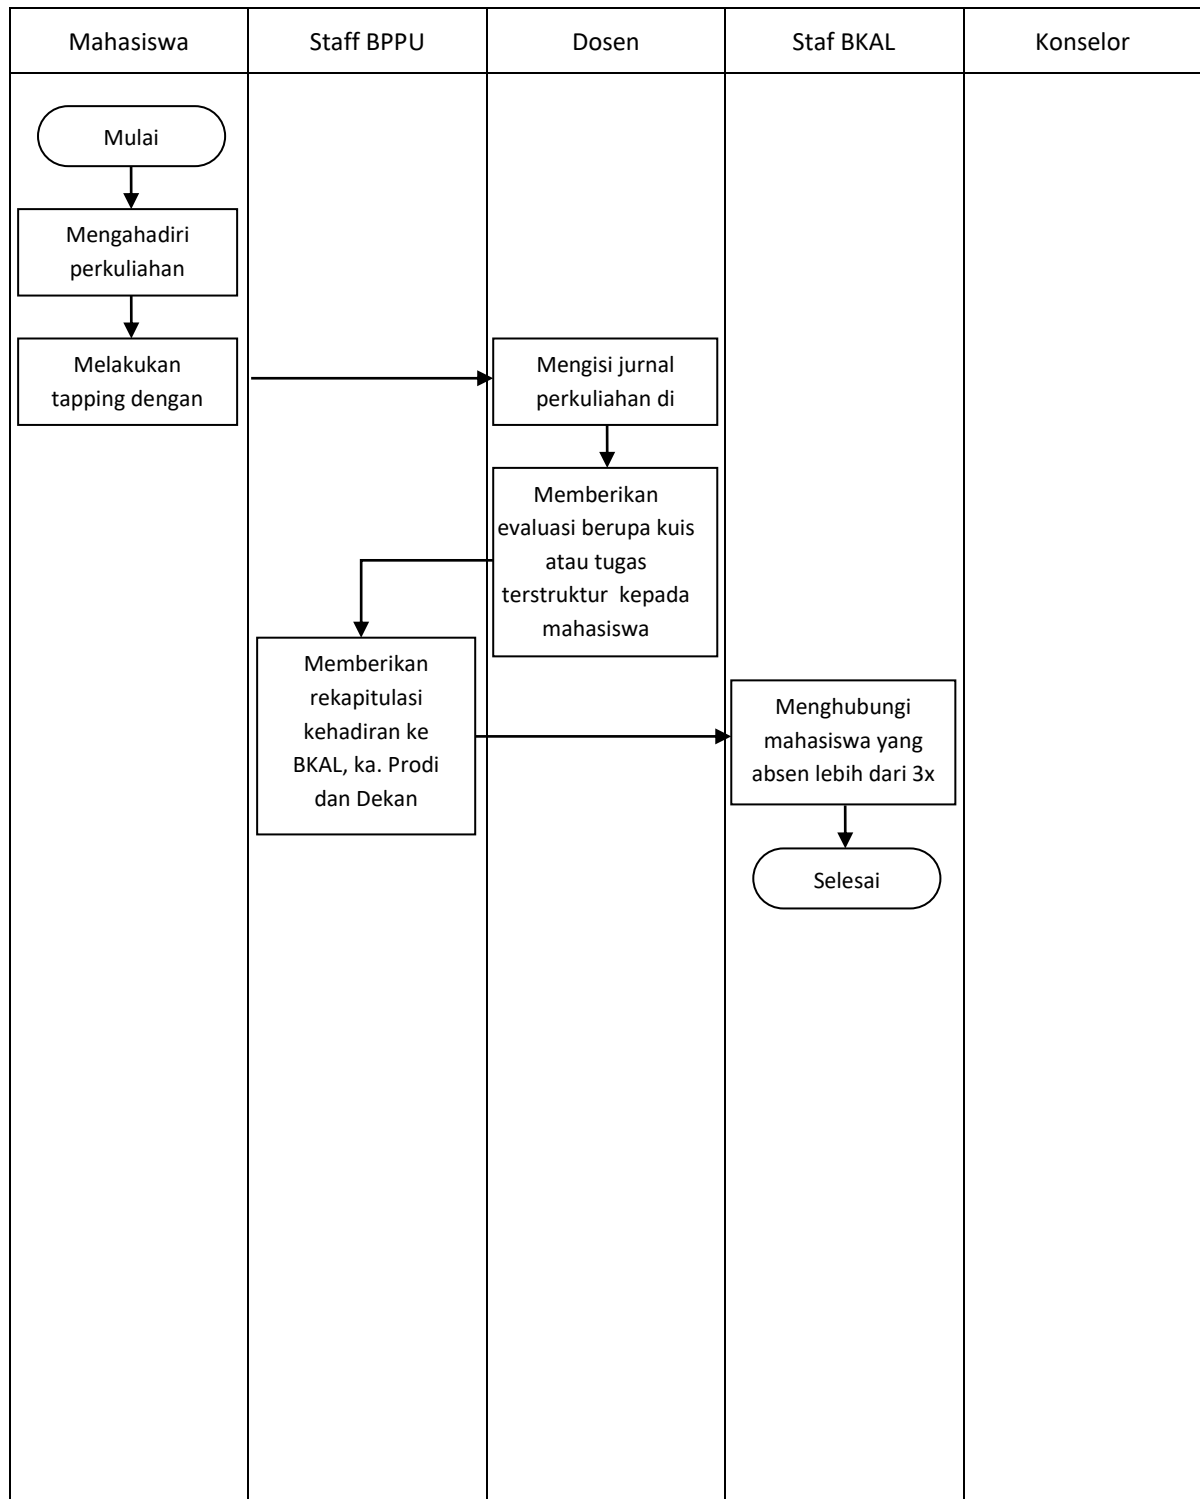 Mahasiswa
Staff BPPU
Dosen
Staf BKAL
Konselor
Mulai
Mengahadiri
perkuliahan
Melakukan
tapping dengan
Mengisi jurnal
perkuliahan di
Memberikan
evaluasi berupa kuis
atau tugas
terstruktur kepada
mahasiswa
Memberikan
rekapitulasi
kehadiran ke
BKAL, ka. Prodi
dan Dekan
Menghubungi
mahasiswa yang
absen lebih dari 3x
Selesai